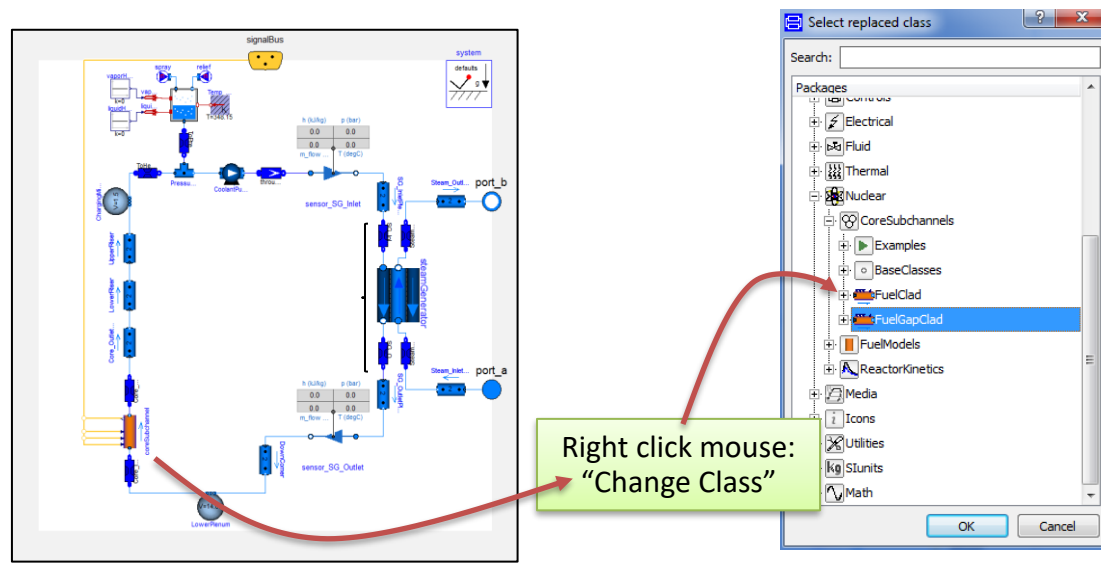 signalBus
system
defaults
g
spray
relief
vaporH...
vap...
k=0
liquidH...
liqui...
k=0
Temp
K
T=348.15
ToHe...
Pressu...
CoolantPu...
throu...
h (kJ/kg) p (bar)
0.0 0.0
0.0 0.0
m_flow ... T (degC)
sensor_SG_Inlet
Steam_Outl...
port_b
UpperRiser
LowerRiser
Core_Outlet...
steamGenerator
Steam_Inlet...
port_a
h (kJ/kg) p (bar)
0.0 0.0
0.0 0.0
m_flow ... T (degC)
coreSubchannel
DownComer
sensor_SG_Outlet
LowerPlenum
Right click mouse:
“Change Class”
Select replaced class
Search:
Packages
Controls
Electrical
Fluid
Thermal
Nuclear
CoreSubchannels
Examples
BaseClasses
FuelClad
FuelGapClad
FuelModels
ReactorKinetics
Media
Icons
Utilities
SIunits
Math
OK Cancel